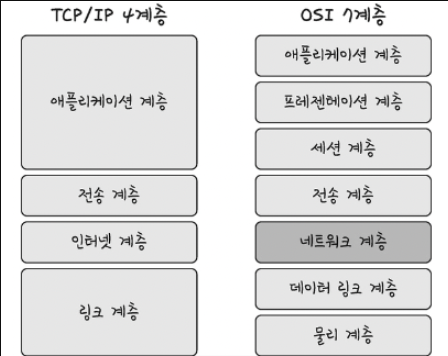 TCP/IP 4계층
애플리케이션 계층
전송 계층
인터넷 계층
링크 계층
OSI 7계층
애플리케이션 계층
프레젠테이션 계층
세션 계층
전송 계층
네트워크 계층
데이터 링크 계층
물리 계층